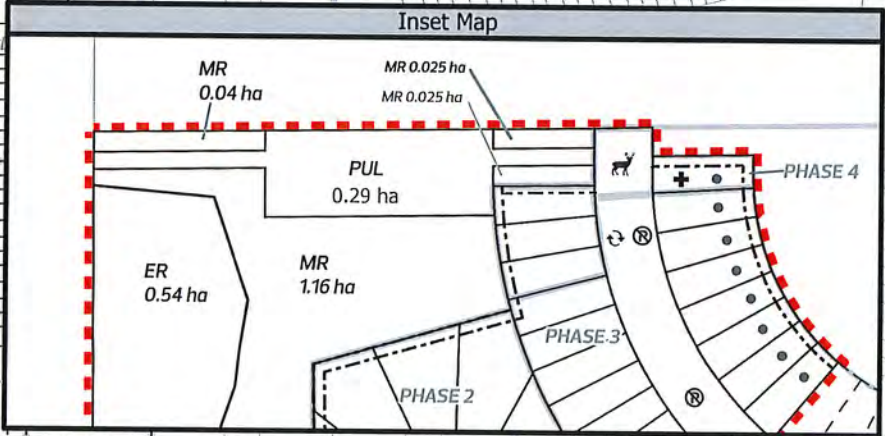 Inset Map
MR
0.04 ha
MR 0.025 ha
MR 0.025 ha
PUL
0.29 ha
PHASE 4
ER
0.54 ha
MR
1.16 ha
R
PHASE 3
PHASE 2
R